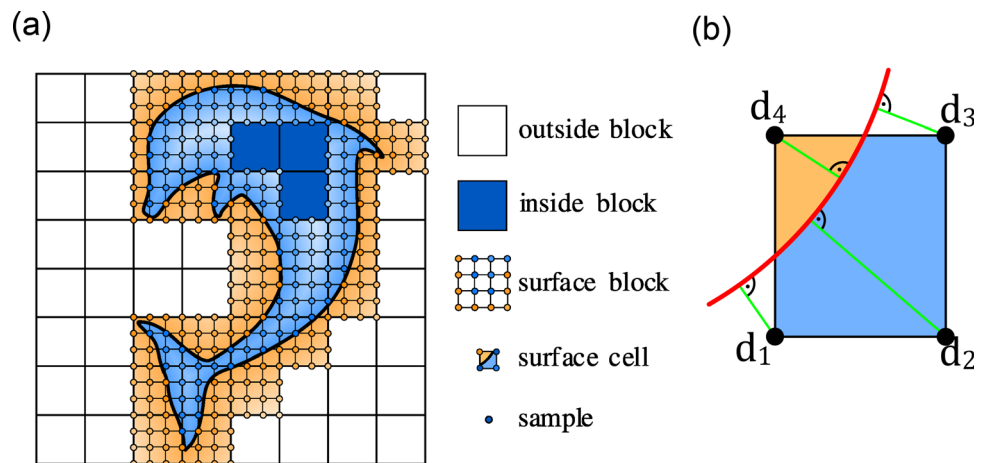 (a)
outside block
inside block
surface block
surface cell
sample
(b)
d4
d3
d1
d2